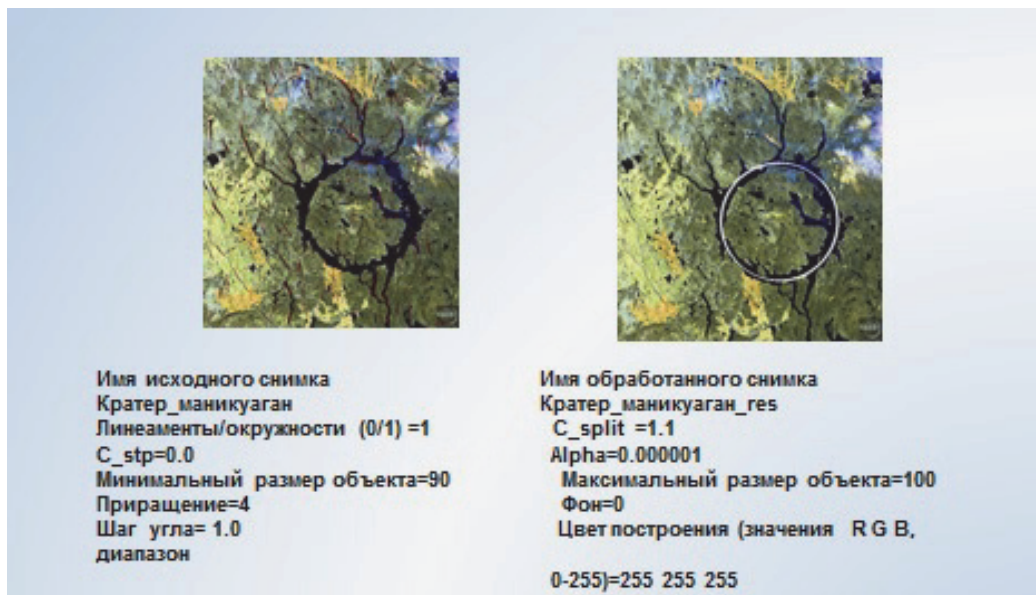 Имя исходного снимка
Кратер_маникуаган
Линеаменты/окружности (0/1) =1
C_stp=0.0
Минимальный размер объекта=90
Приращение=4
Шаг угла= 1.0
диапазон
Имя обработанного снимка
Кратер_маникуаган_res
C_split =1.1
Alpha=0.000001
Максимальный размер объекта=100
Фон=0
Цвет построения (значения R G B,
0-255)=255 255 255